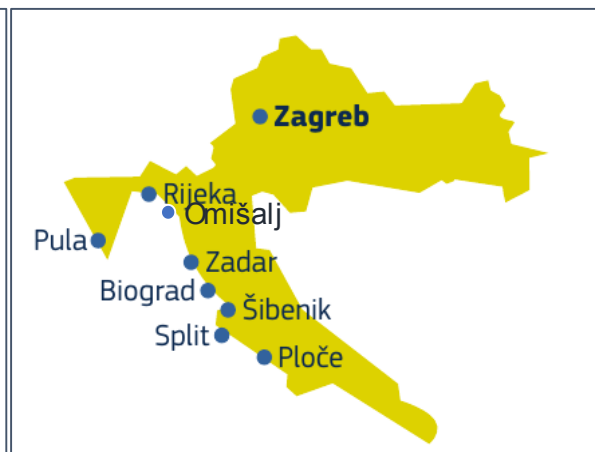 Zagreb
Rijeka
Omišalj
Pula
Zadar
Biograd
Šibenik
Split
Ploče